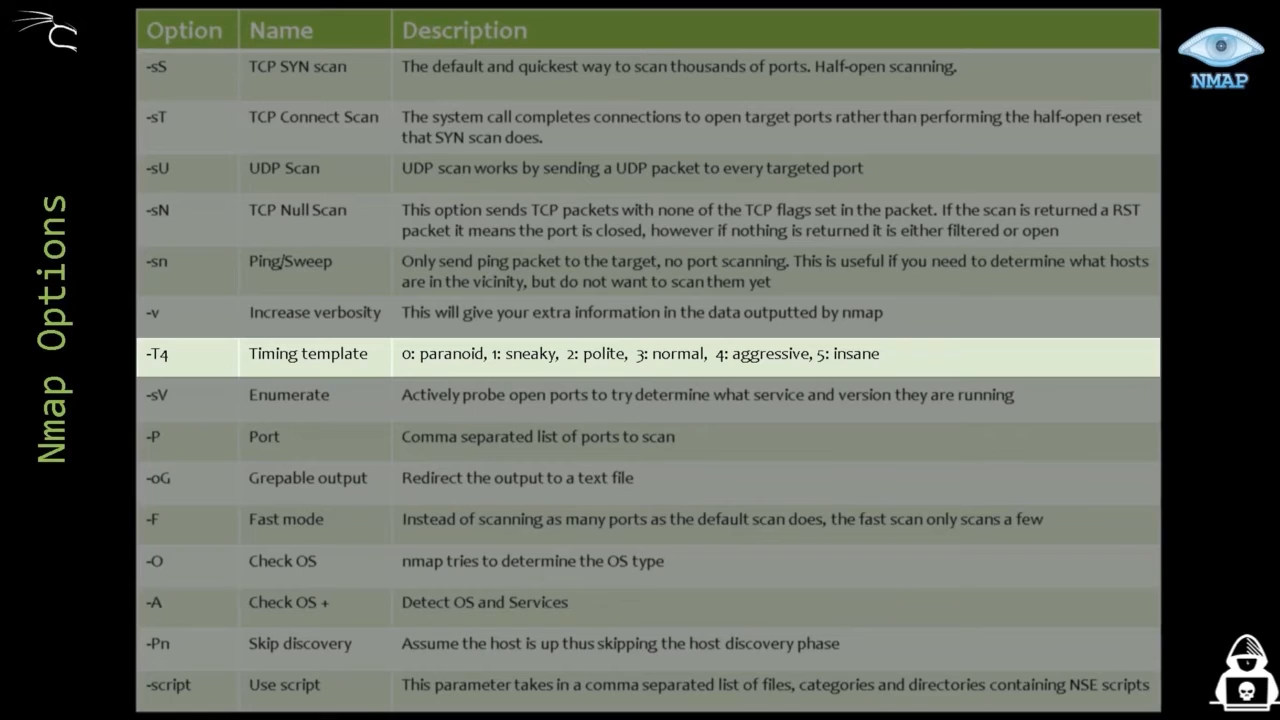 Option Name Description
-sS TCP SYN scan The default and quickest way to scan thousands of ports. Half-open scanning.
-sT TCP Connect Scan The system call completes connections to open target ports rather than performing the half-open reset
that SYN scan does.
-sU UDP Scan UDP scan works by sending a UDP packet to every targeted port
-sN TCP Null Scan This option sends TCP packets with none of the TCP flags set in the packet. If the scan is returned a RST
packet it means the port is closed, however if nothing is returned it is either filtered or open
-sn Ping/Sweep Only send ping packet to the target, no port scanning. This is useful if you need to determine what hosts
are in the vicinity, but do not want to scan them yet
-v Increase verbosity This will give your extra information in the data outputted by nmap
-T4 Timing template 0: paranoid, 1: sneaky, 2: polite, 3: normal, 4: aggressive, 5: insane
-sV Enumerate Actively probe open ports to try determine what service and version they are running
-P Port Comma separated list of ports to scan
-oG Grepable output Redirect the output to a text file
-F Fast mode Instead of scanning as many ports as the default scan does, the fast scan only scans a few
-O Check OS nmap tries to determine the OS type
-A Check OS + Detect OS and Services
-Pn Skip discovery Assume the host is up thus skipping the host discovery phase
-script Use script This parameter takes in a comma separated list of files, categories and directories containing NSE scripts
Nmap Options
NMAP